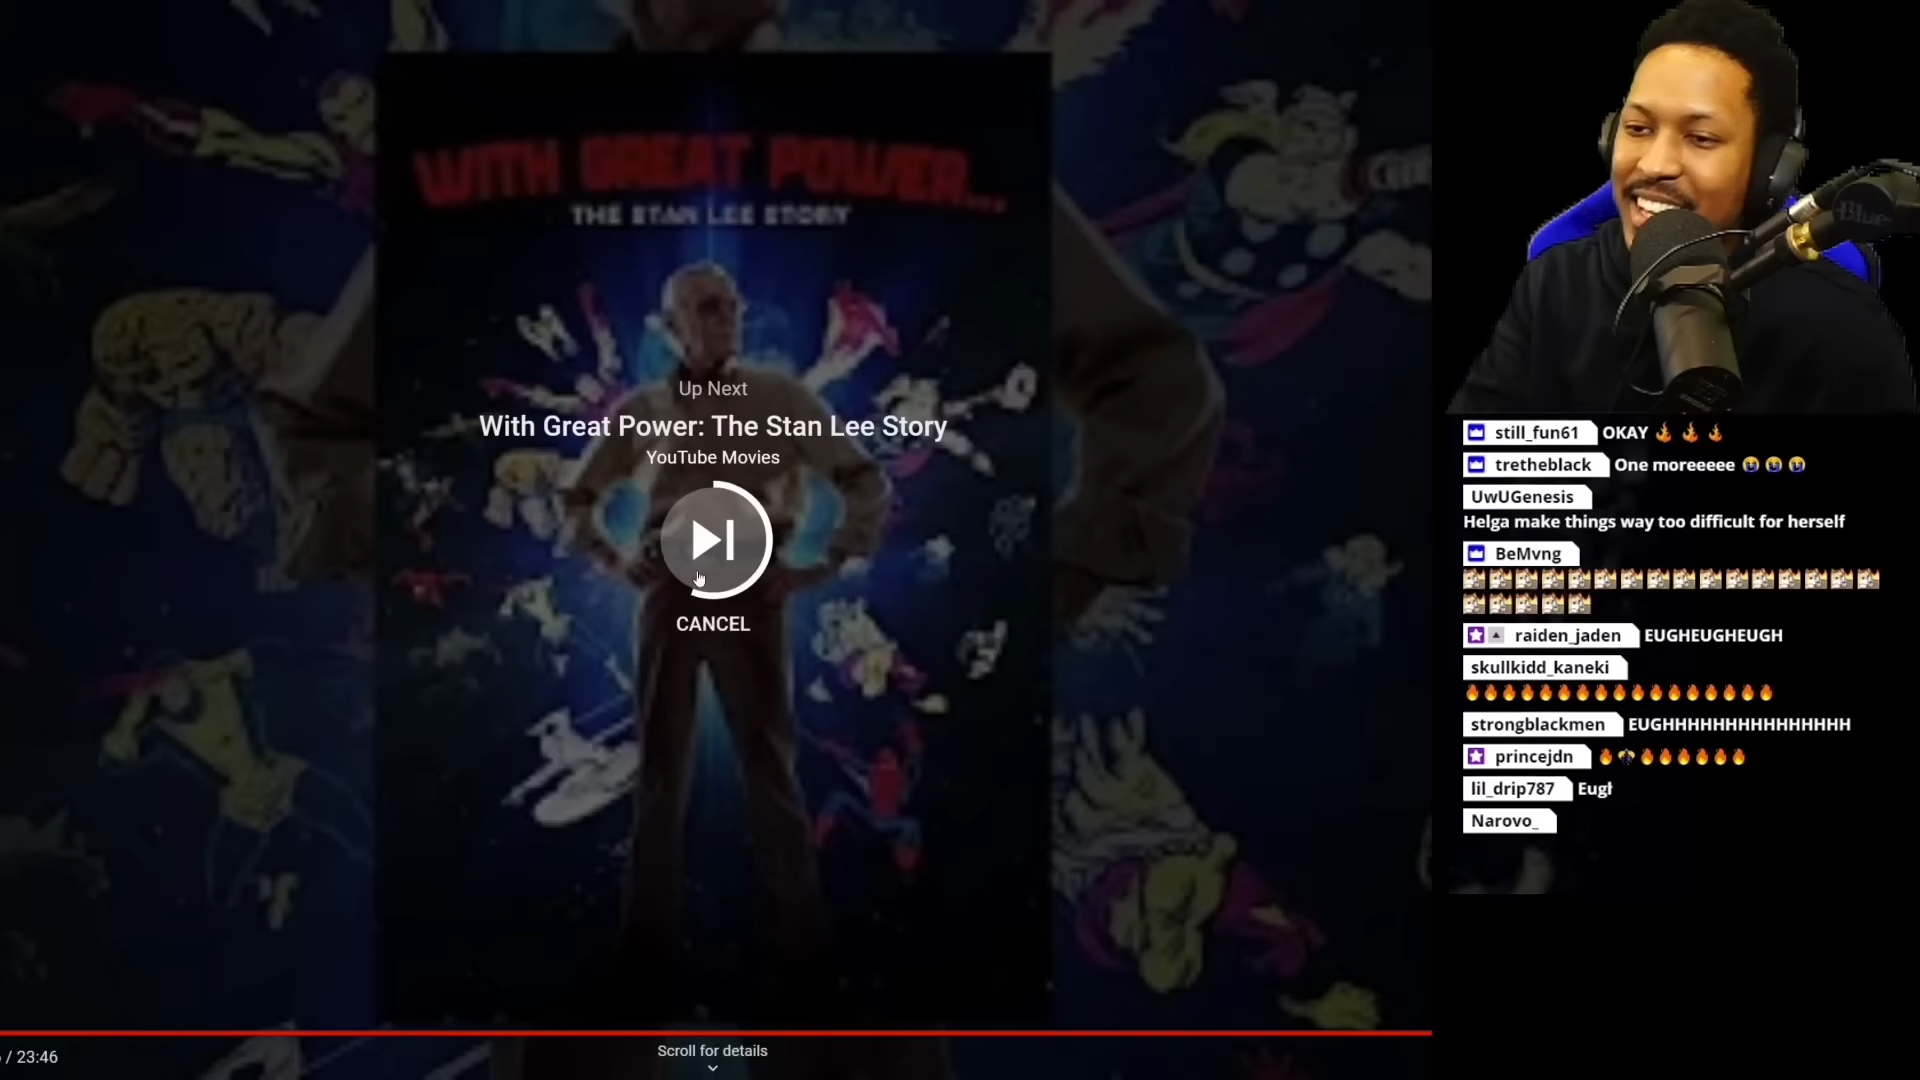 WITH GREAT POWER...
THE STAN LEE STORY
Up Next
With Great Power: The Stan Lee Story
YouTube Movies
CANCEL
/ 23:46
Scroll for details
Blue
still_fun61 OKAY 🔥 🔥 🔥
tretheblack One moreeeee 😭 😭 😭
UwUGenesis
Helga make things way too difficult for herself
BeMvng
raiden_jaden EUGHEUGHEUGH
skullkidd_kaneki
🔥🔥🔥🔥🔥🔥🔥🔥🔥🔥🔥🔥🔥🔥🔥🔥🔥
strongblackmen EUGHHHHHHHHHHHHHHH
princejdn 🔥 🔥🔥🔥🔥🔥🔥
lil_drip787 Eugh
Narovo_